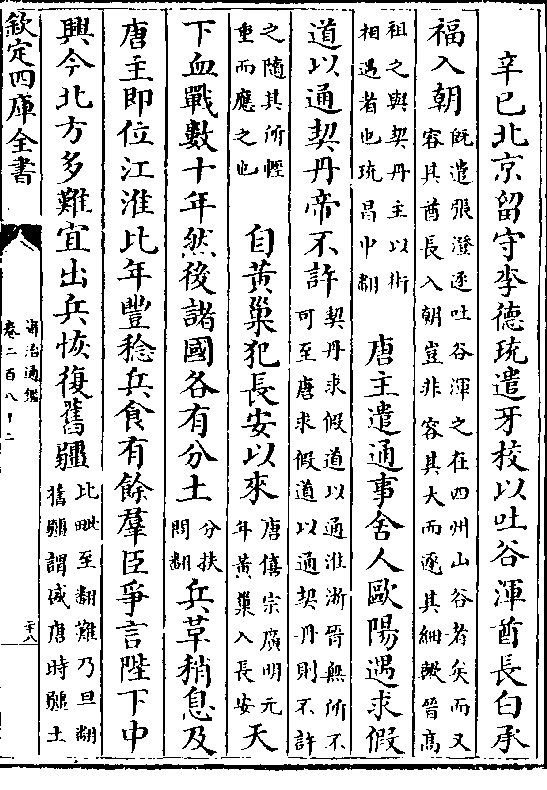 辛已北京留守李德珫遣牙校以吐谷渾酋長白承
福入朝
既遣張澄逐吐谷渾之在四州山谷者矣而又
容其酋長入朝豈非容其大而逐其細歟晉髙
祖之與契丹主以術
相遇者也珫昌中翻
唐主遣通事舍人歐陽遇求假
道以通契丹帝不許
契丹求假道以通淮浙晉無所不
可至唐求假道以通契丹則不許
之隨其所輕
重而應之也
自黄巢犯長安以來
唐僖宗廣明元
年黄巢入長安
天
下血戰數十年然後諸國各有分土
分扶
問翻
兵革稍息及
唐主即位江淮比年豐稔兵食有餘羣臣爭言陛下中
興今北方多難宜出兵恢復舊疆
比毗至翻難乃旦翻
舊疆謂盛唐時疆土
欽定四庫全書
資治通鑑
卷二百八十二